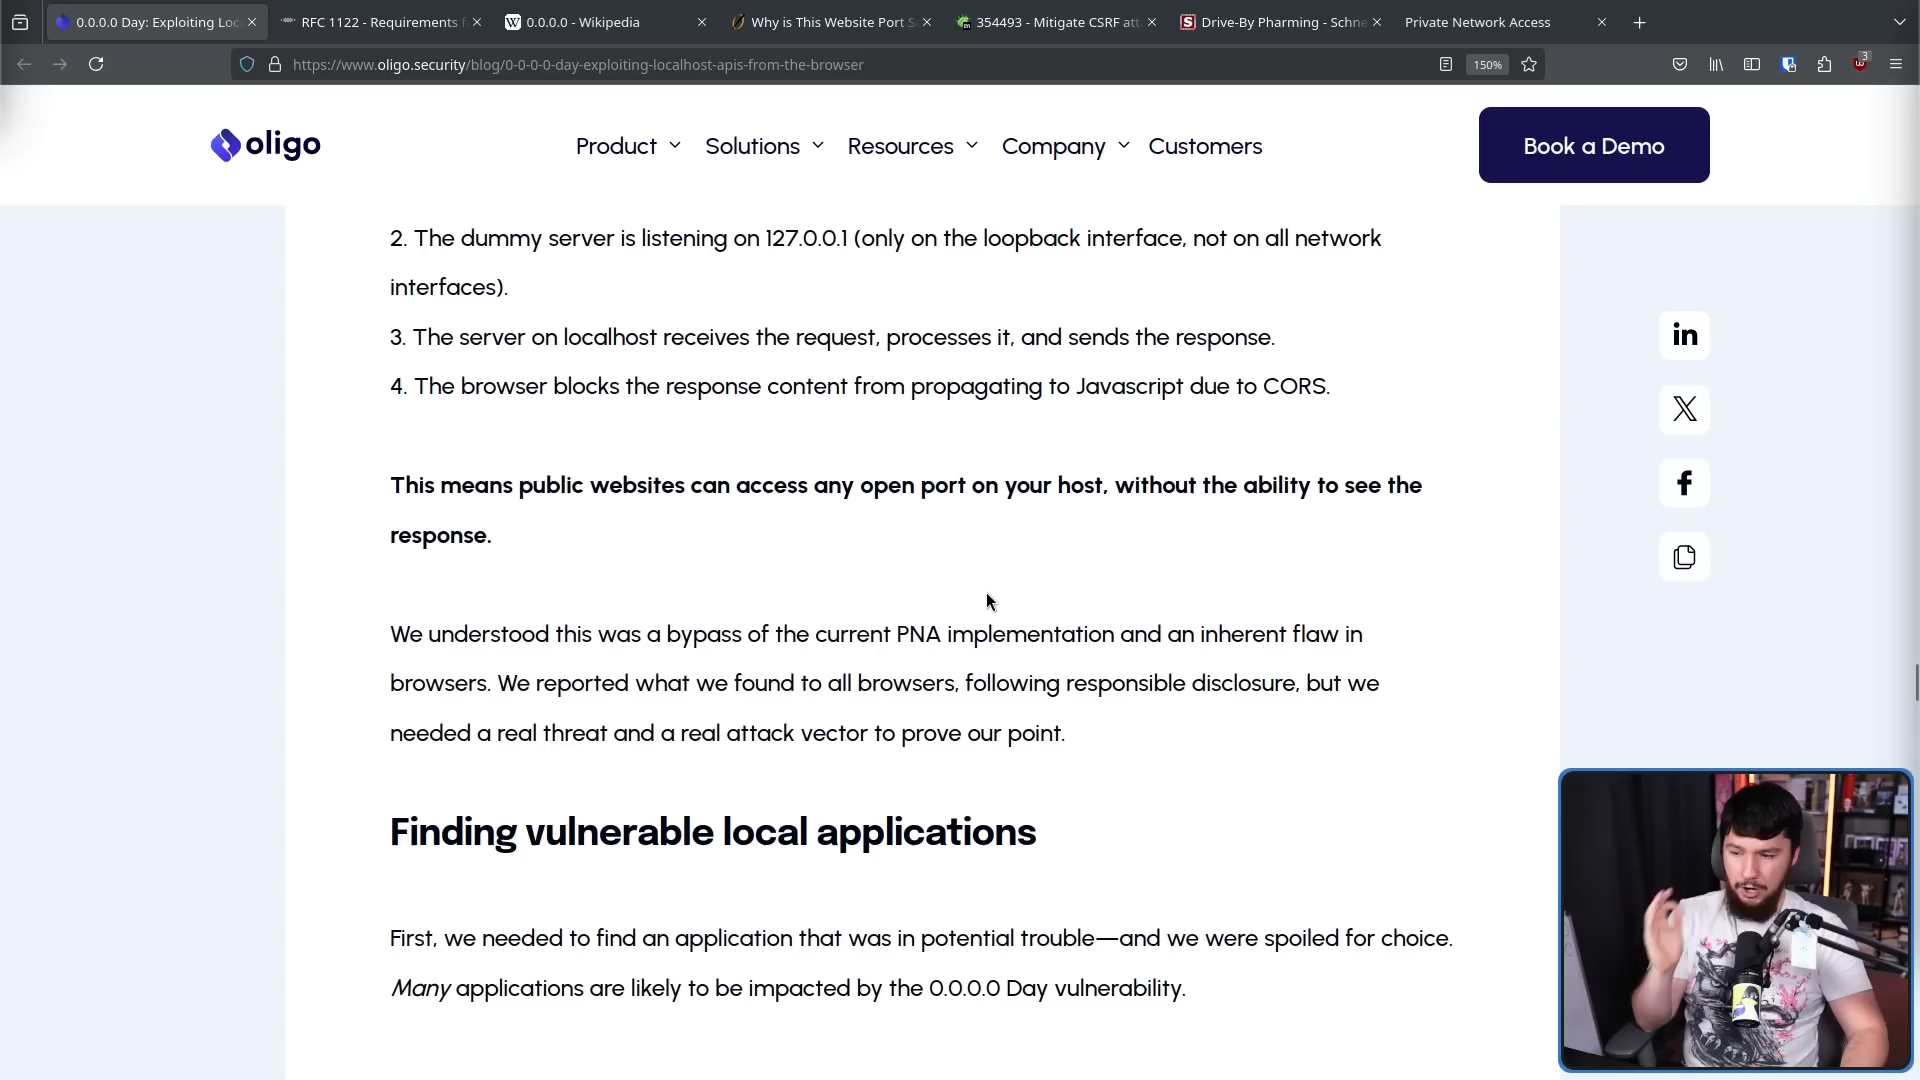 0.0.0.0 Day: Exploiting Loc
RFC 1122 - Requirements f
0.0.0.0 - Wikipedia
Why is This Website Port S
354493 - Mitigate CSRF att
Drive-By Pharming - Schne
Private Network Access
https://www.oligo.security/blog/0-0-0-0-day-exploiting-localhost-apis-from-the-browser
150%
3
oligo
Product
Solutions
Resources
Company
Customers
Book a Demo
2. The dummy server is listening on 127.0.0.1 (only on the loopback interface, not on all network
interfaces).
3. The server on localhost receives the request, processes it, and sends the response.
4. The browser blocks the response content from propagating to Javascript due to CORS.
This means public websites can access any open port on your host, without the ability to see the
response.
We understood this was a bypass of the current PNA implementation and an inherent flaw in
browsers. We reported what we found to all browsers, following responsible disclosure, but we
needed a real threat and a real attack vector to prove our point.
Finding vulnerable local applications
First, we needed to find an application that was in potential trouble—and we were spoiled for choice.
Many applications are likely to be impacted by the 0.0.0.0 Day vulnerability.